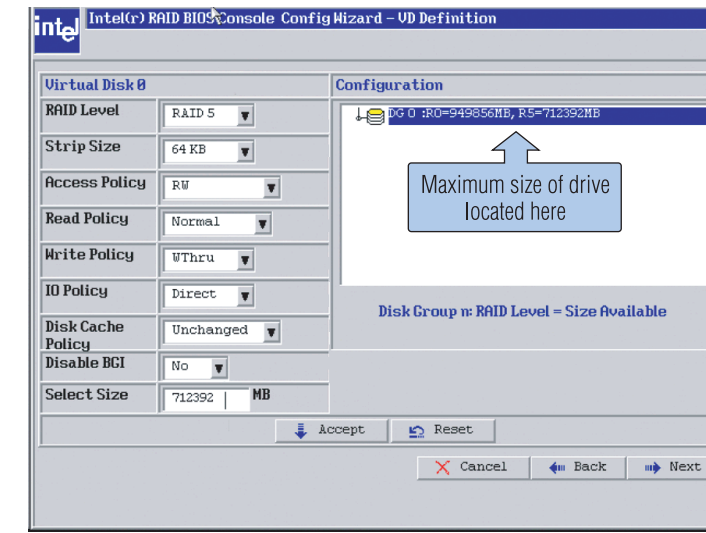 intel
Intel(r) RAID BIOS Console Config Wizard – VD Definition
Virtual Disk 0
Configuration
RAID Level
RAID 5
DG 0 :R0=949856MB, R5=712392MB
Strip Size
64 KB
Access Policy
RW
Maximum size of drive
located here
Read Policy
Normal
Write Policy
WThru
IO Policy
Direct
Disk Group n: RAID Level = Size Available
Disk Cache
Policy
Unchanged
Disable BGI
No
Select Size
712392
MB
Accept
Reset
Cancel
Back
Next